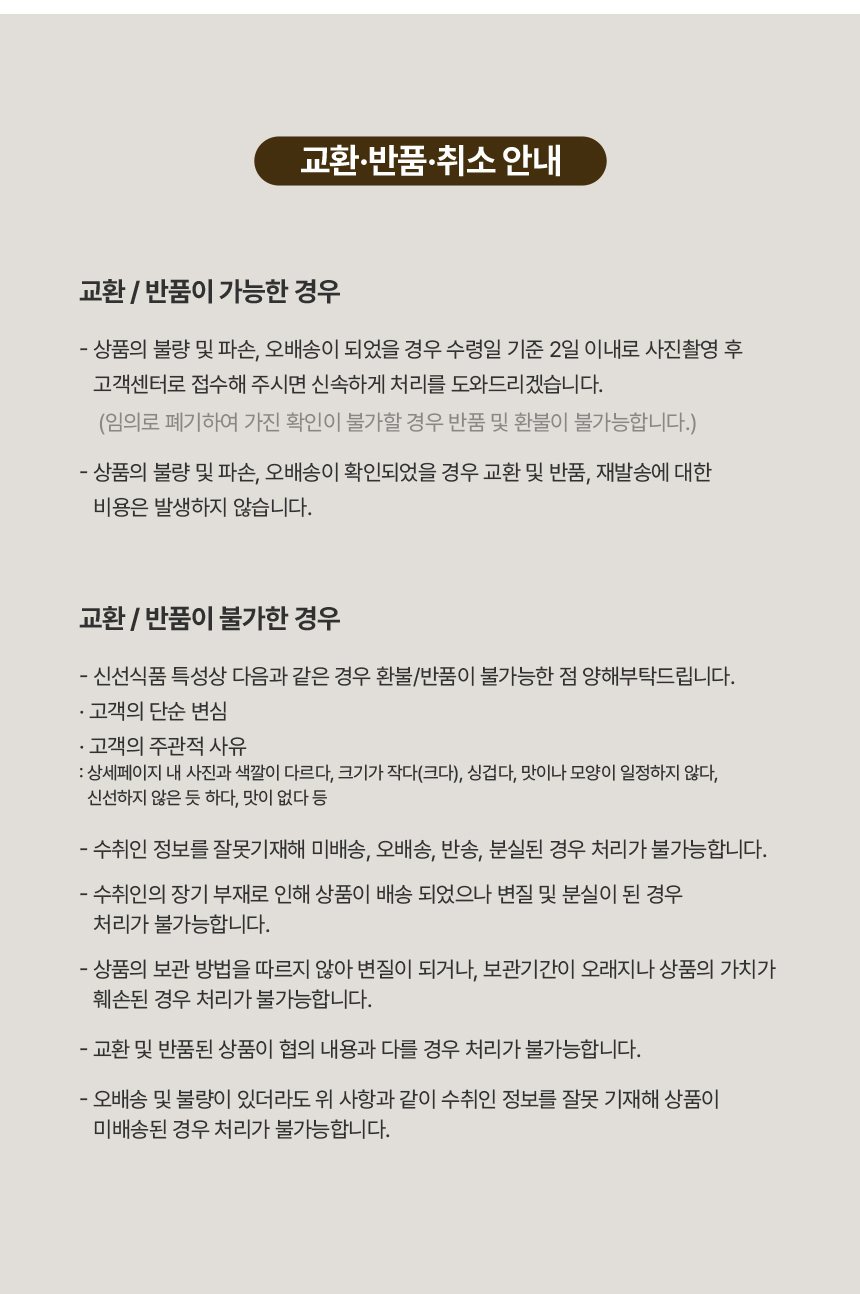 교환·반품·취소 안내
교환 / 반품이 가능한 경우
- 상품의 불량 및 파손, 오배송이 되었을 경우 수령일 기준 2일 이내로 사진촬영 후
고객센터로 접수해 주시면 신속하게 처리를 도와드리겠습니다.
(임의로 폐기하여 가진 확인이 불가할 경우 반품 및 환불이 불가능합니다.)
- 상품의 불량 및 파손, 오배송이 확인되었을 경우 교환 및 반품, 재발송에 대한
비용은 발생하지 않습니다.
교환 / 반품이 불가한 경우
- 신선식품 특성상 다음과 같은 경우 환불/반품이 불가능한 점 양해부탁드립니다.
· 고객의 단순 변심
· 고객의 주관적 사유
: 상세페이지 내 사진과 색깔이 다르다, 크기가 작다(크다), 싱겁다, 맛이나 모양이 일정하지 않다,
신선하지 않은 듯 하다, 맛이 없다 등
- 수취인 정보를 잘못기재해 미배송, 오배송, 반송, 분실된 경우 처리가 불가능합니다.
- 수취인의 장기 부재로 인해 상품이 배송 되었으나 변질 및 분실이 된 경우
처리가 불가능합니다.
- 상품의 보관 방법을 따르지 않아 변질이 되거나, 보관기간이 오래지나 상품의 가치가
훼손된 경우 처리가 불가능합니다.
- 교환 및 반품된 상품이 협의 내용과 다를 경우 처리가 불가능합니다.
- 오배송 및 불량이 있더라도 위 사항과 같이 수취인 정보를 잘못 기재해 상품이
미배송된 경우 처리가 불가능합니다.